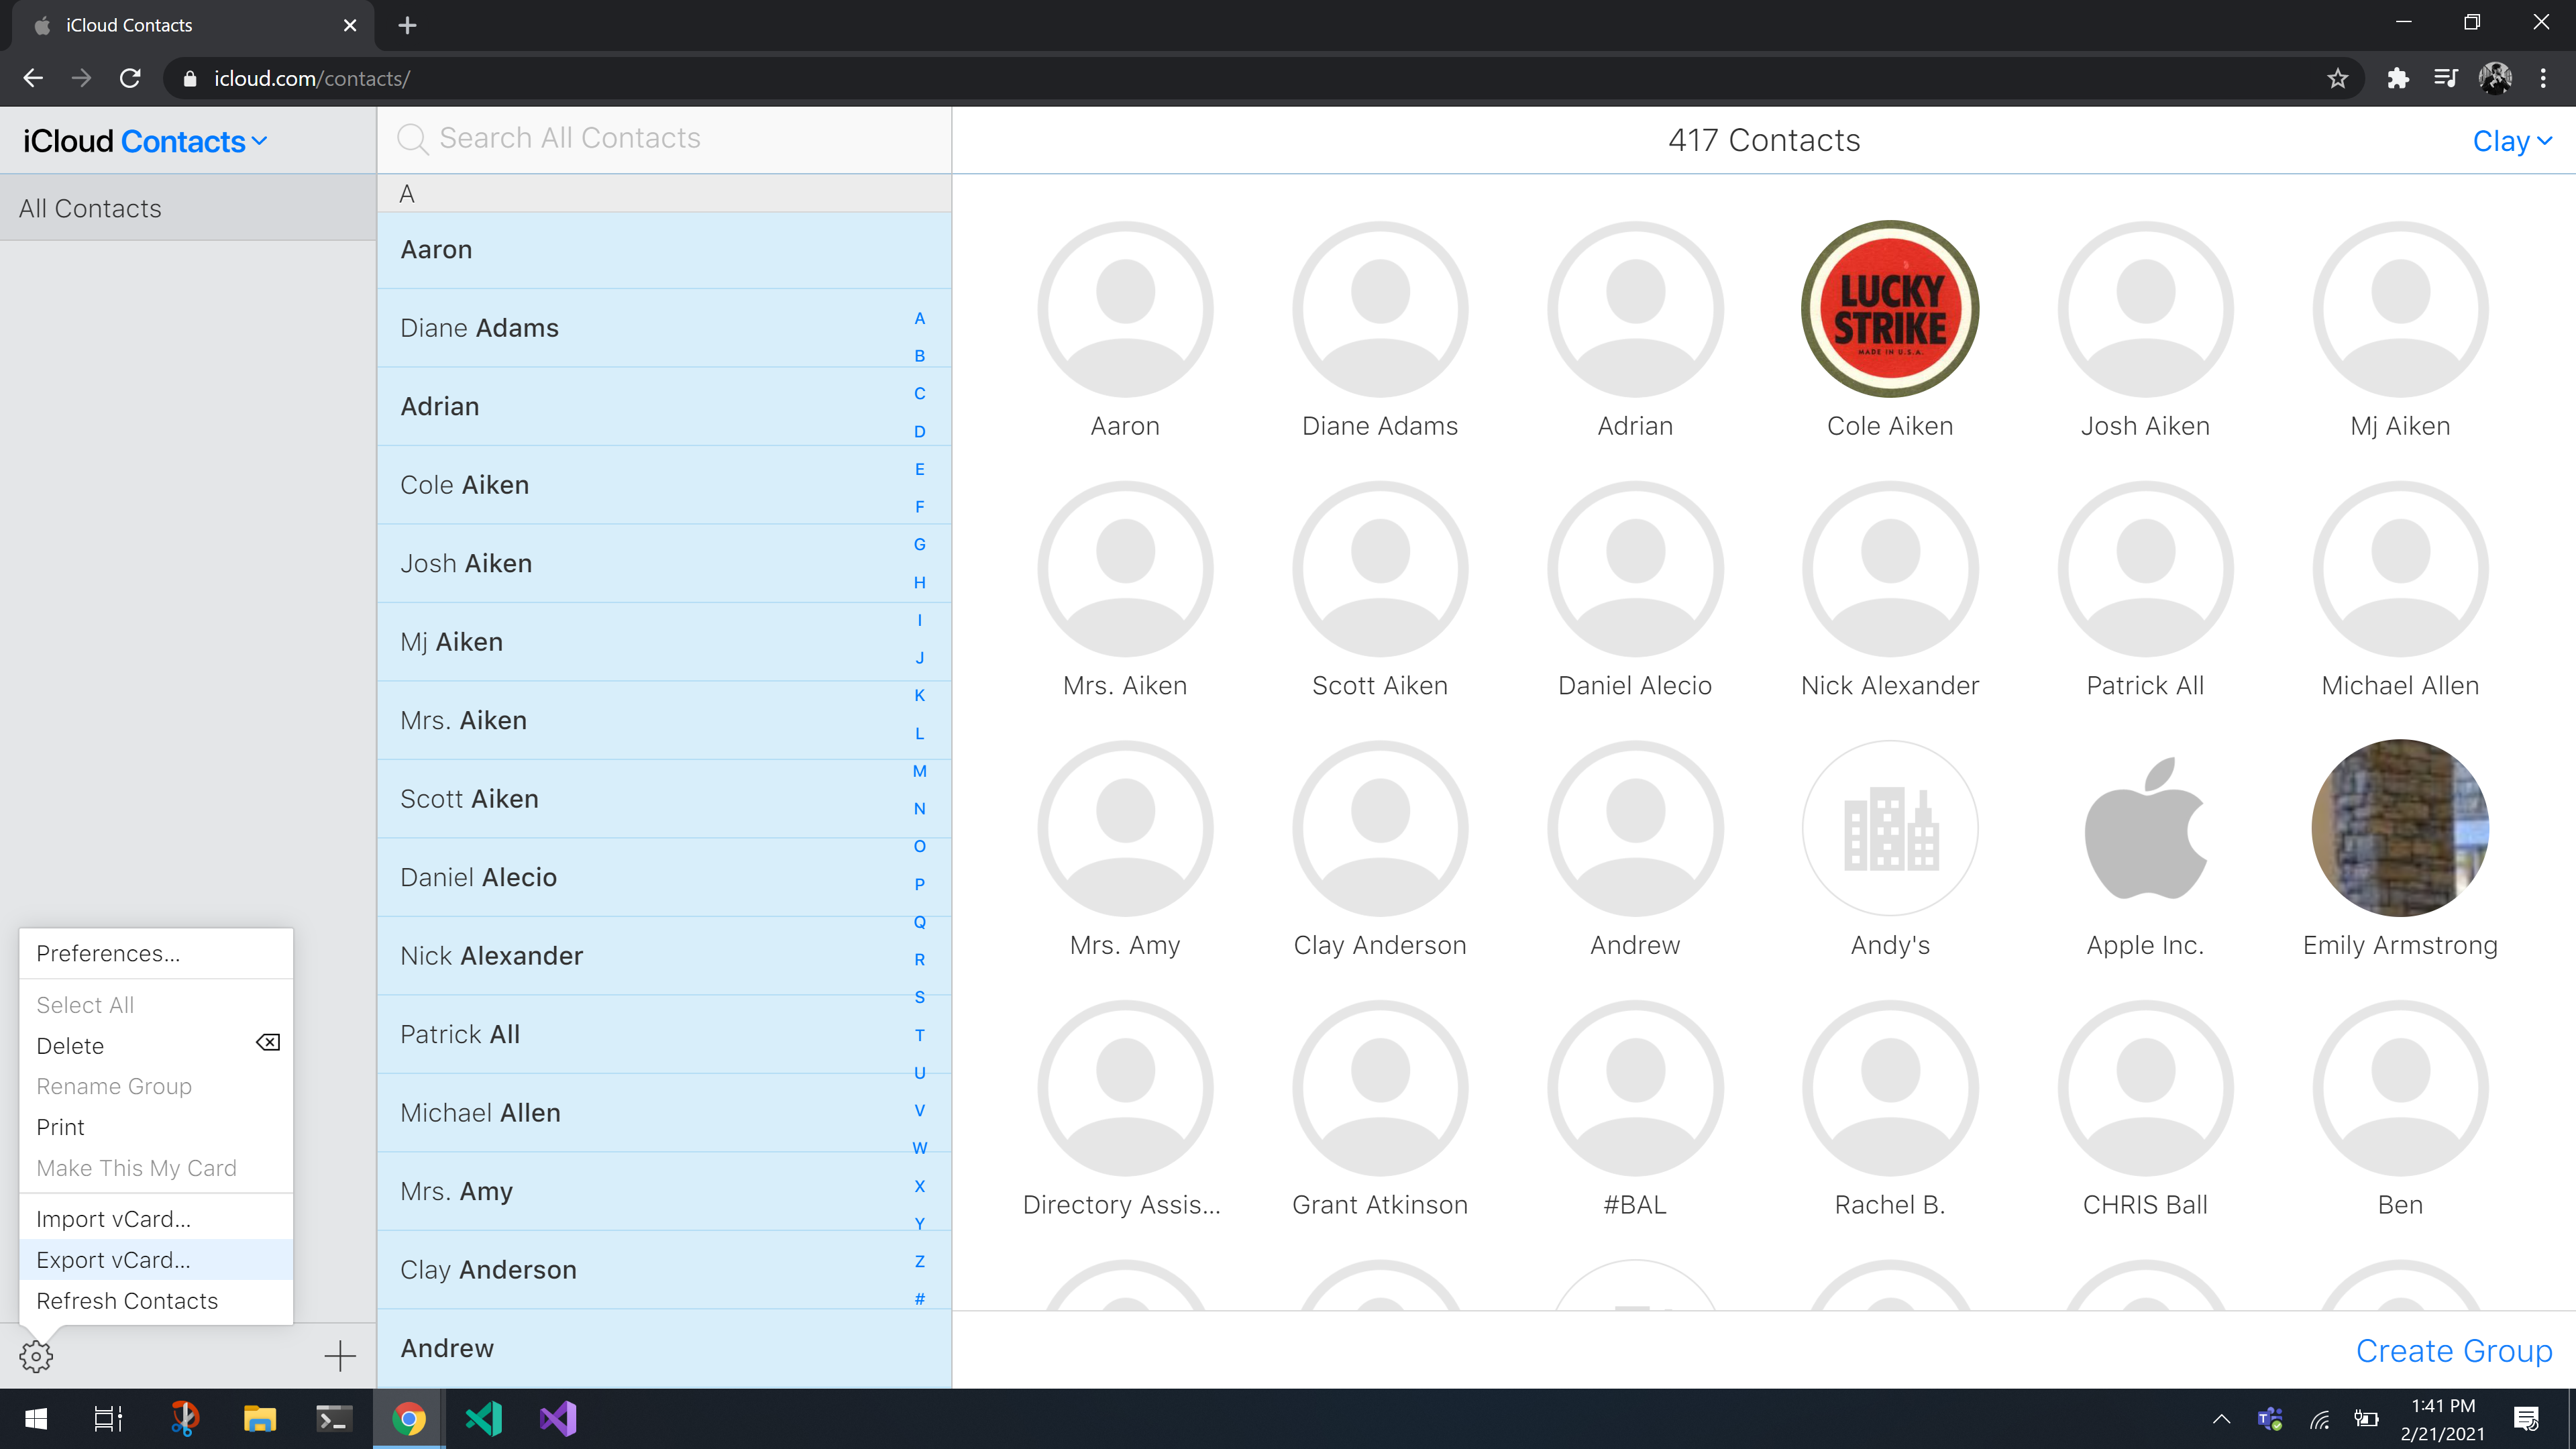 iCloud Contacts
icloud.com/contacts/
iCloud Contacts
All Contacts
Search All Contacts
A
Aaron
Diane Adams
Adrian
Cole Aiken
Josh Aiken
Mj Aiken
Mrs. Aiken
Scott Aiken
Daniel Alecio
Nick Alexander
Patrick All
Michael Allen
Mrs. Amy
Clay Anderson
Andrew
A
B
C
D
E
F
G
H
I
J
K
L
M
N
O
P
Q
R
S
T
U
V
W
X
Y
Z
#
417 Contacts
Clay
LUCKY
STRIKE
MADE IN U.S.A.
Aaron
Diane Adams
Adrian
Cole Aiken
Josh Aiken
Mj Aiken
Mrs. Aiken
Scott Aiken
Daniel Alecio
Nick Alexander
Patrick All
Michael Allen
Mrs. Amy
Clay Anderson
Andrew
Andy's
Apple Inc.
Emily Armstrong
Directory Assis...
Grant Atkinson
#BAL
Rachel B.
CHRIS Ball
Ben
Create Group
Preferences...
Select All
Delete
Rename Group
Print
Make This My Card
Import vCard...
Export vCard...
Refresh Contacts
1:41 PM
2/21/2021